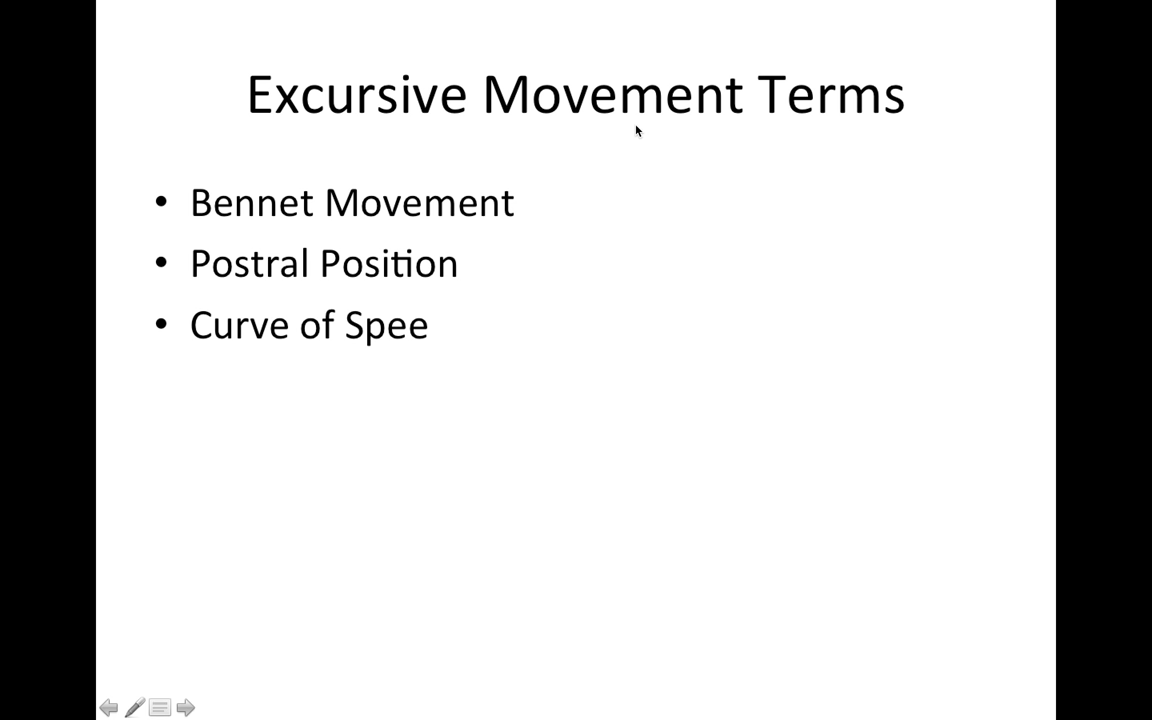 Excursive Movement Terms
• Bennet Movement
• Postral Position
• Curve of Spee